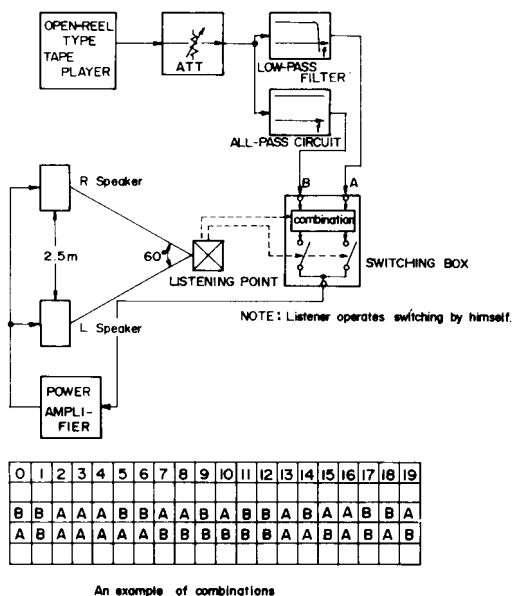 OPEN-REEL
TYPE
TAPE
PLAYER
ATT
LOW-PASS
FILTER
ALL-PASS CIRCUIT
B A
combination
SWITCHING BOX
R Speaker
2.5m
60°
LISTENING POINT
L Speaker
NOTE: Listener operates switching by himself.
POWER
AMPLI-
FIER
0 1 2 3 4 5 6 7 8 9 10 11 12 13 14 15 16 17 18 19
B B A A A B B A A B A B B A B A A B B A
A B A A A A A B B B B B B A A B A B A B
An example of combinations